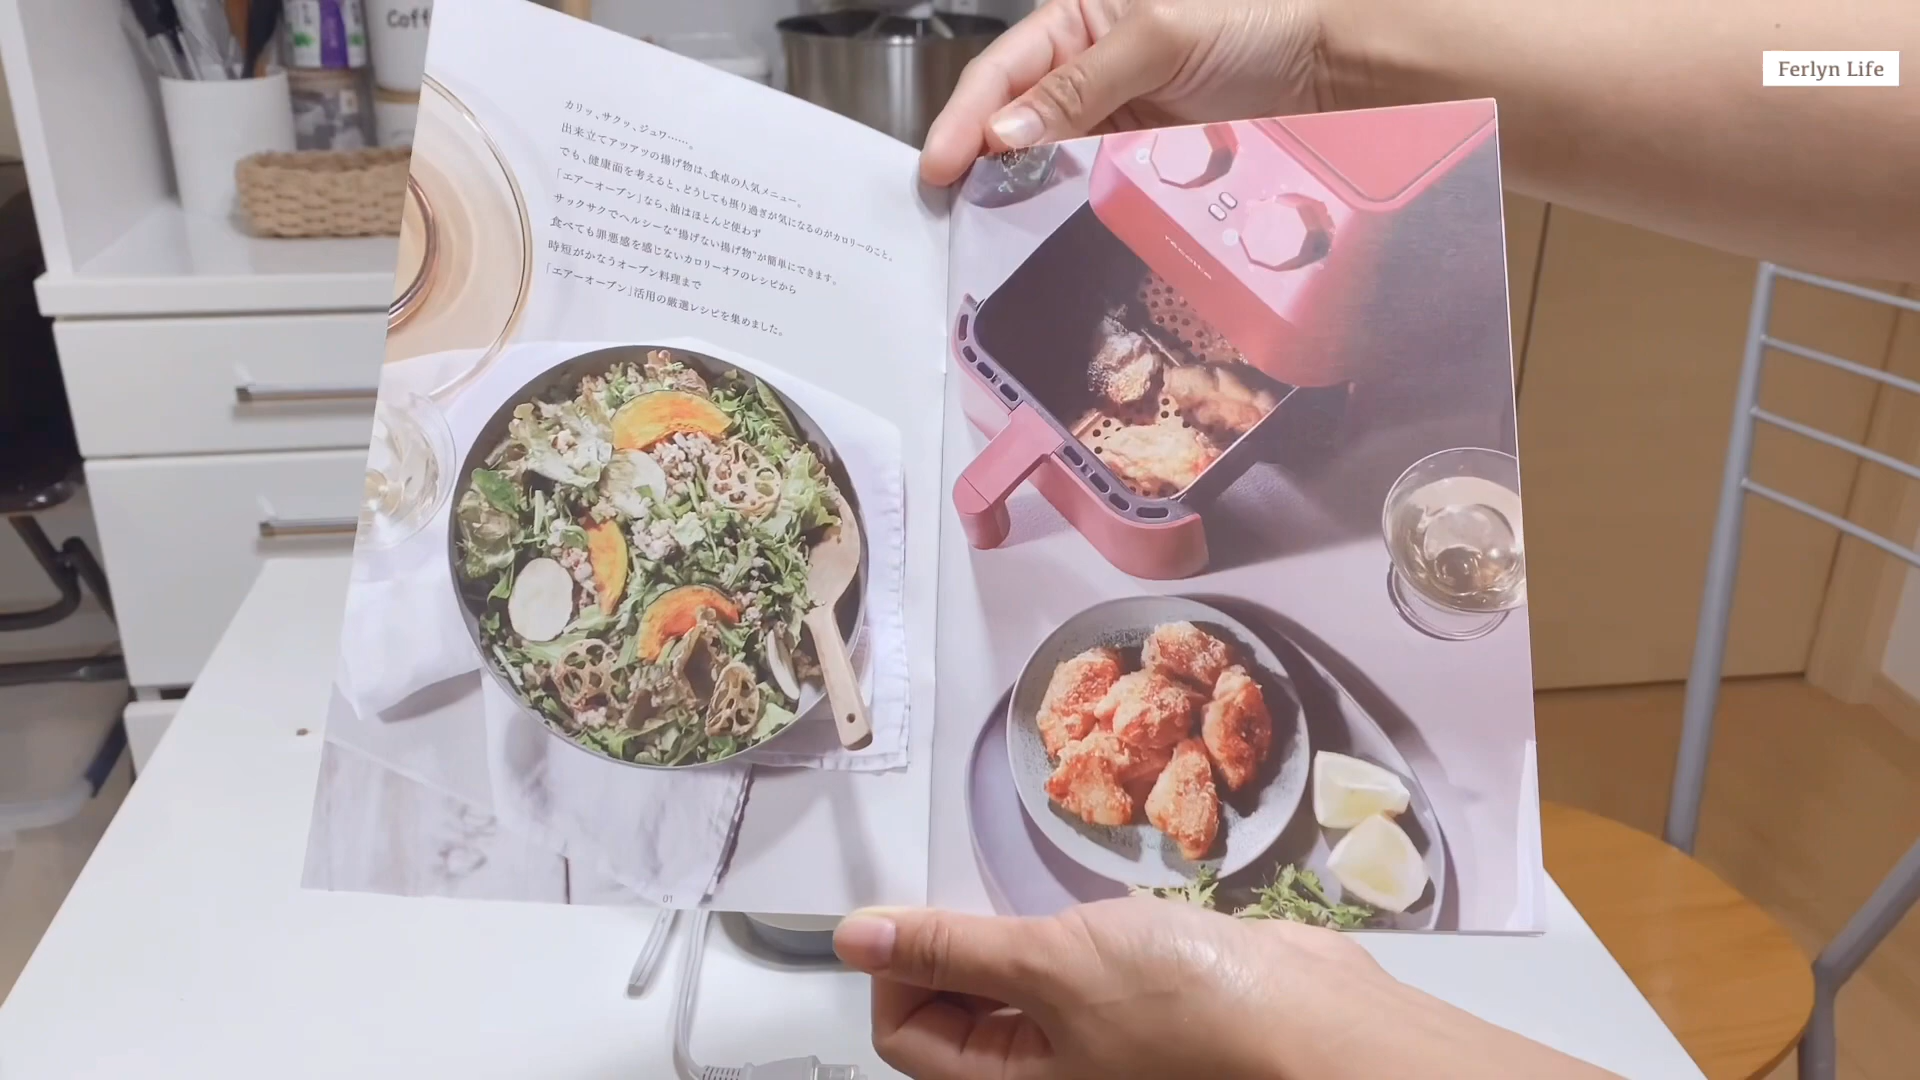 Coff
Ferlyn Life
カリッ、サクッ、ジュワ……。
出来立てアツアツの揚げ物は、食卓の人気メニュー。
でも、健康面を考えると、どうしても摂り過ぎが気になるのがカロリーのこと。
「エアーオーブン」なら、油はほとんど使わず
サックサクでヘルシーな“揚げない揚げ物”が簡単にできます。
食べても罪悪感を感じないカロリーオフのレシピから
時短がかなうオーブン料理まで
「エアーオーブン」活用の厳選レシピを集めました。
récolte
01